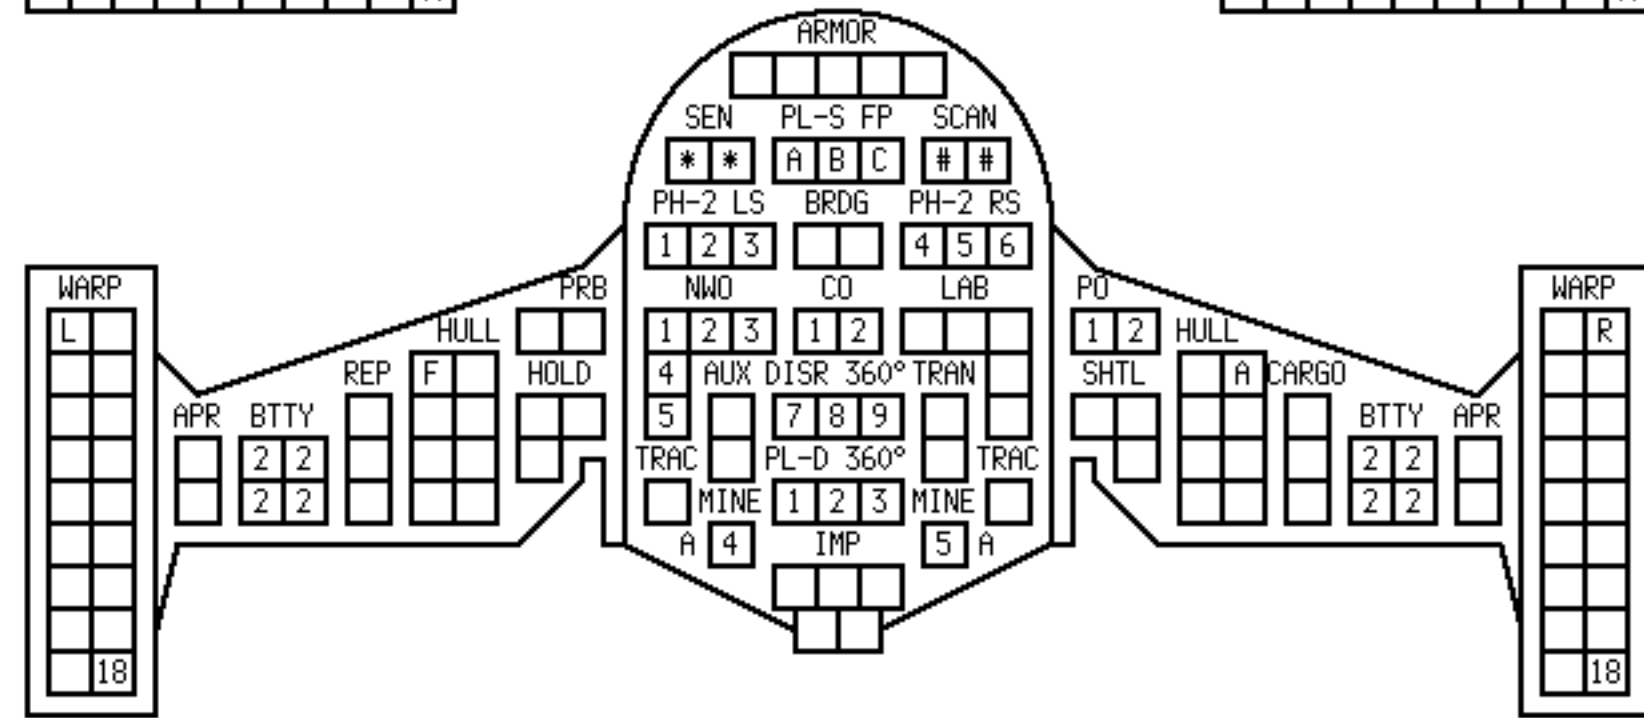 ARMOR
SEN PL-S FP SCAN
* * A B C # #
PH-2 LS BRDG PH-2 RS
1 2 3 4 5 6
WARP PRB NWO CO LAB PO WARP
L HULL 1 2 3 1 2 1 2 HULL R
REP F HOLD 4 AUX DISR 360° TRAN SHTL A CARGO
APR BTTY 5 7 8 9 BTTY APR
2 2 TRAC PL-D 360° TRAC 2 2
2 2 MINE 1 2 3 MINE 2 2
A 4 IMP 5 A
18 18